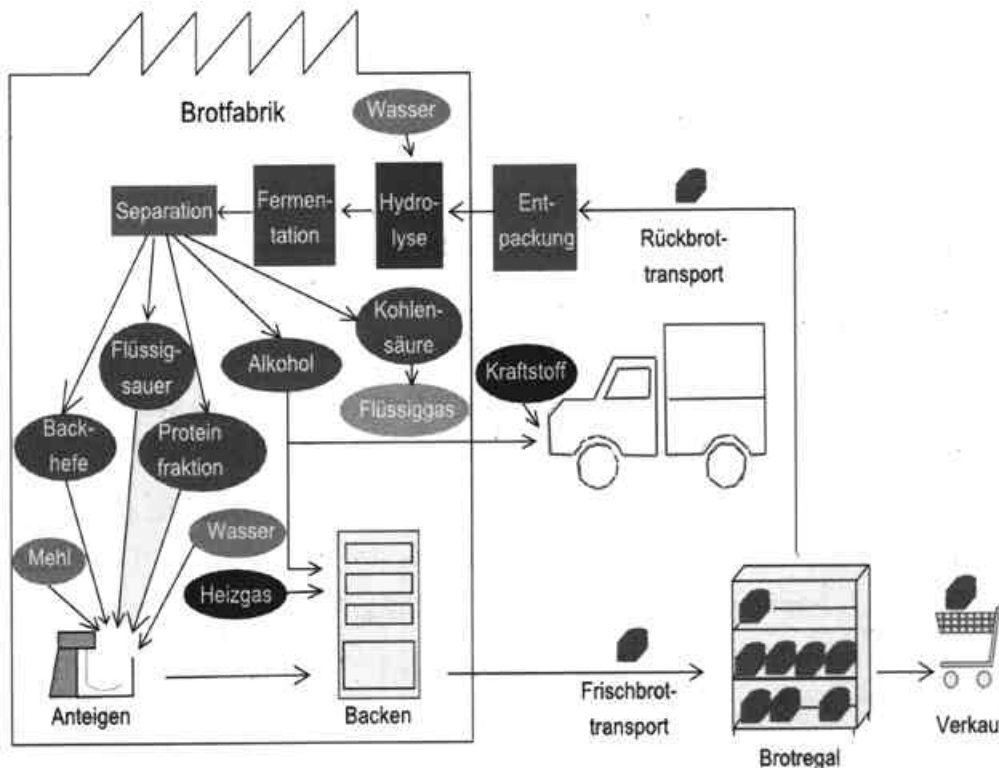 Brotfabrik
Wasser
Separation
Fermen-
tation
Hydro-
lyse
Ent-
packung
Rückbrot-
transport
Flüssig-
sauer
Alkohol
Kohlen-
säure
Kraftstoff
Flüssiggas
Back-
hefe
Protein
fraktion
Wasser
Mehl
Heizgas
Anteigen
Backen
Frischbrot-
transport
Brotregal
Verkau